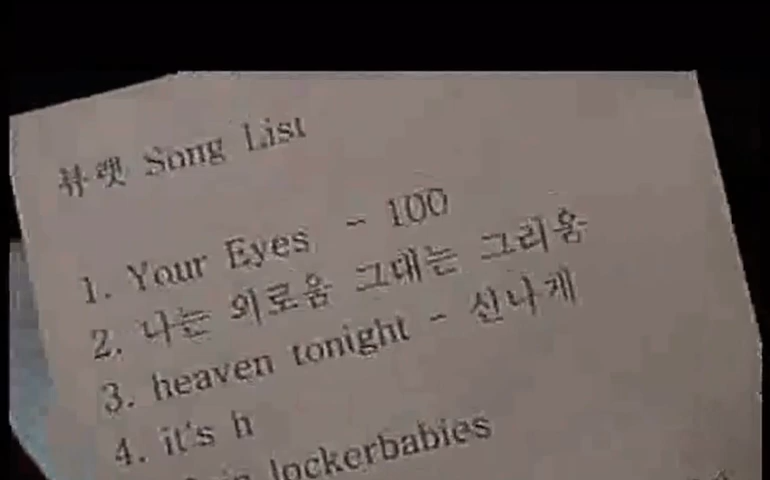 뷰렛 Song List
1. Your Eyes - 100
2. 나는 외로움 그대는 그리움
3. heaven tonight - 신나게
4. it's h
lockerbabies